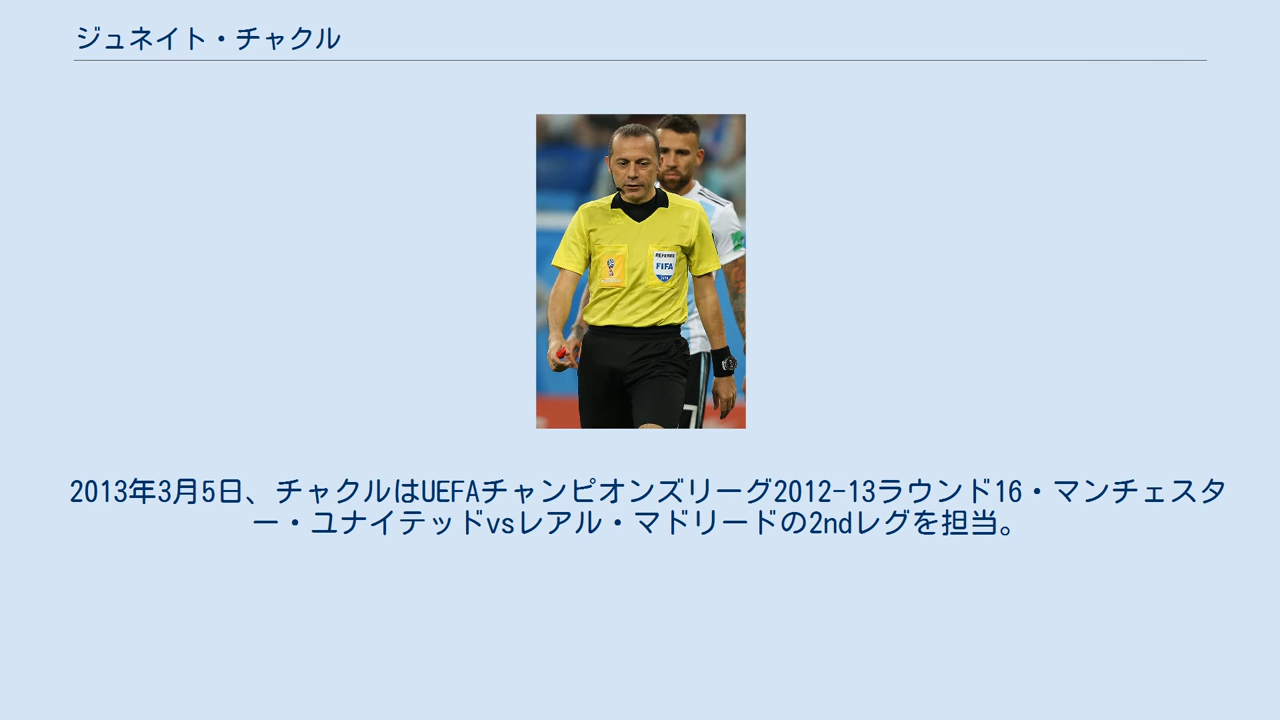 ジュネイト・チャクル
REFEREE
FIFA
7
2013年3月5日、チャクルはUEFAチャンピオンズリーグ2012-13ラウンド16・マンチェスタ
ー・ユナイテッドvsレアル・マドリードの2ndレグを担当。